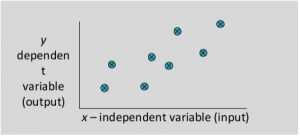 y
dependen
t
variable
(output)
x – independent variable (input)